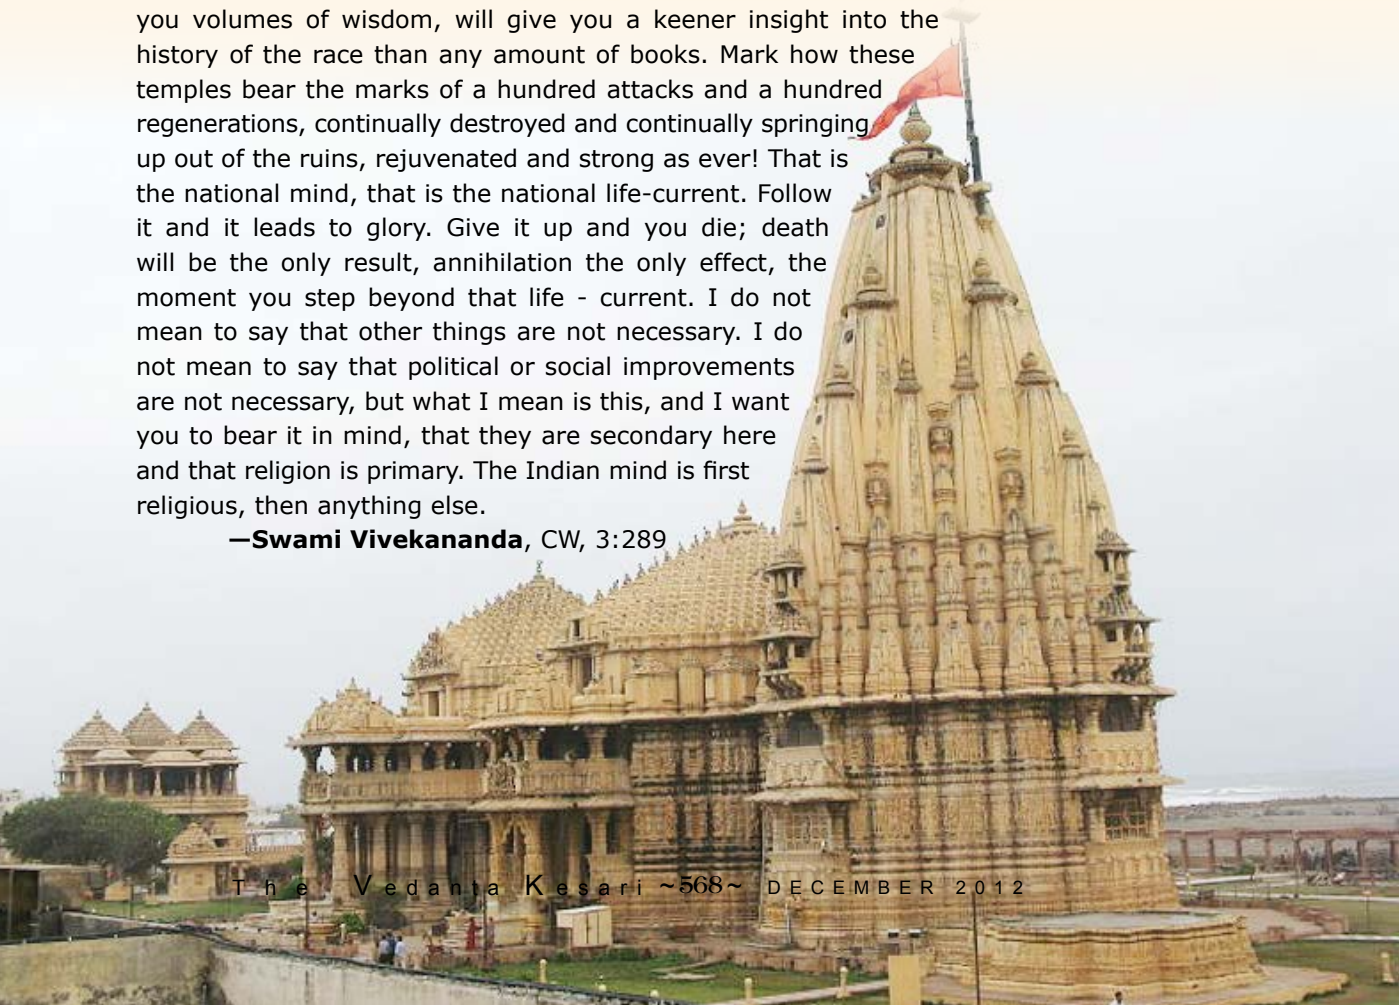 you volumes of wisdom, will give you a keener insight into the
history of the race than any amount of books. Mark how these
temples bear the marks of a hundred attacks and a hundred
regenerations, continually destroyed and continually springing
up out of the ruins, rejuvenated and strong as ever! That is
the national mind, that is the national life-current. Follow
it and it leads to glory. Give it up and you die; death
will be the only result, annihilation the only effect, the
moment you step beyond that life - current. I do not
mean to say that other things are not necessary. I do
not mean to say that political or social improvements
are not necessary, but what I mean is this, and I want
you to bear it in mind, that they are secondary here
and that religion is primary. The Indian mind is first
religious, then anything else.
—Swami Vivekananda, CW, 3:289
The Vedanta Kesari ~568~ DECEMBER 2012